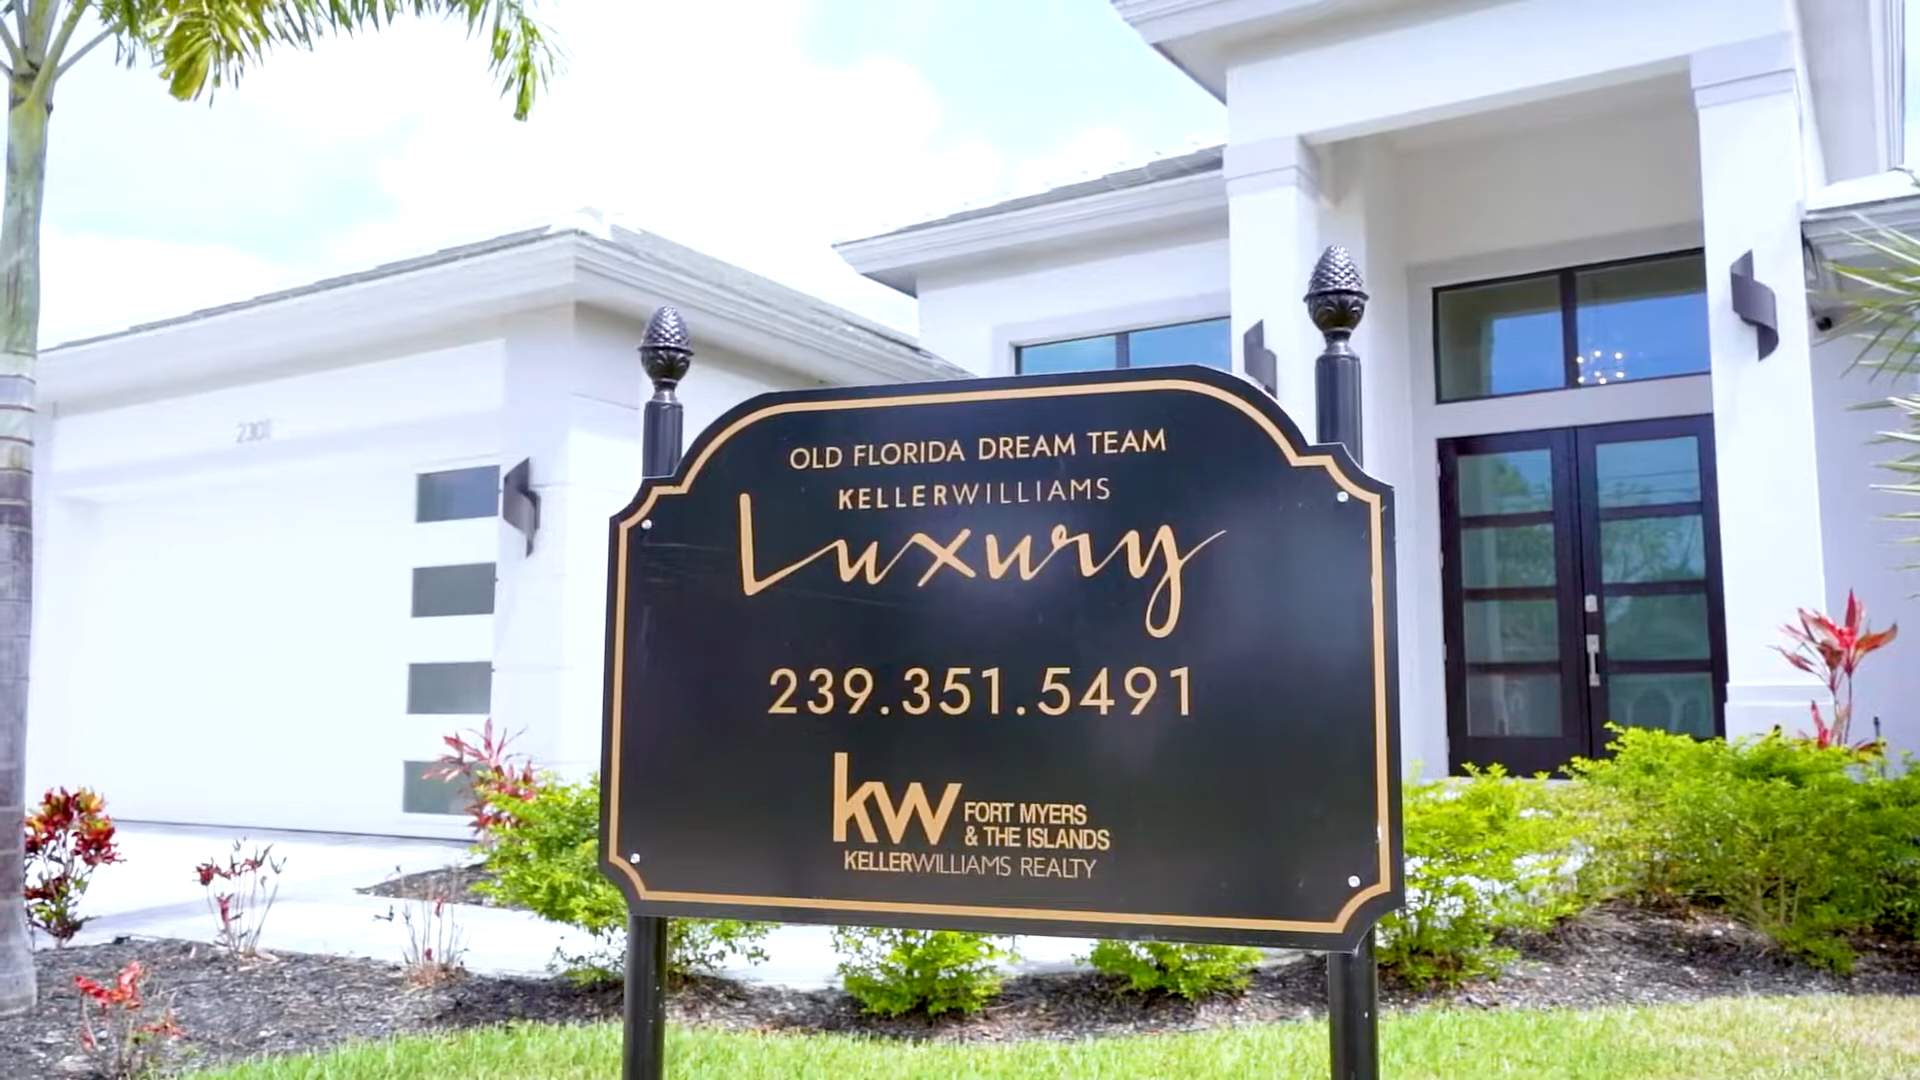 2301
OLD FLORIDA DREAM TEAM
KELLERWILLIAMS
Luxury
239.351.5491
kw FORT MYERS
& THE ISLANDS
KELLERWILLIAMS REALTY